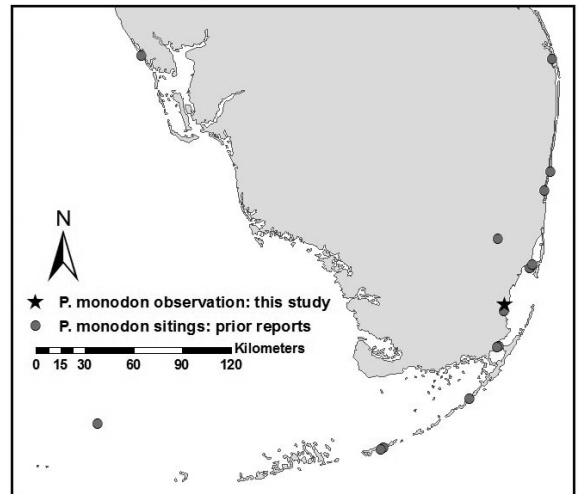 N
P. monodon observation: this study
P. monodon sitings: prior reports
Kilometers
0 15 30 60 90 120